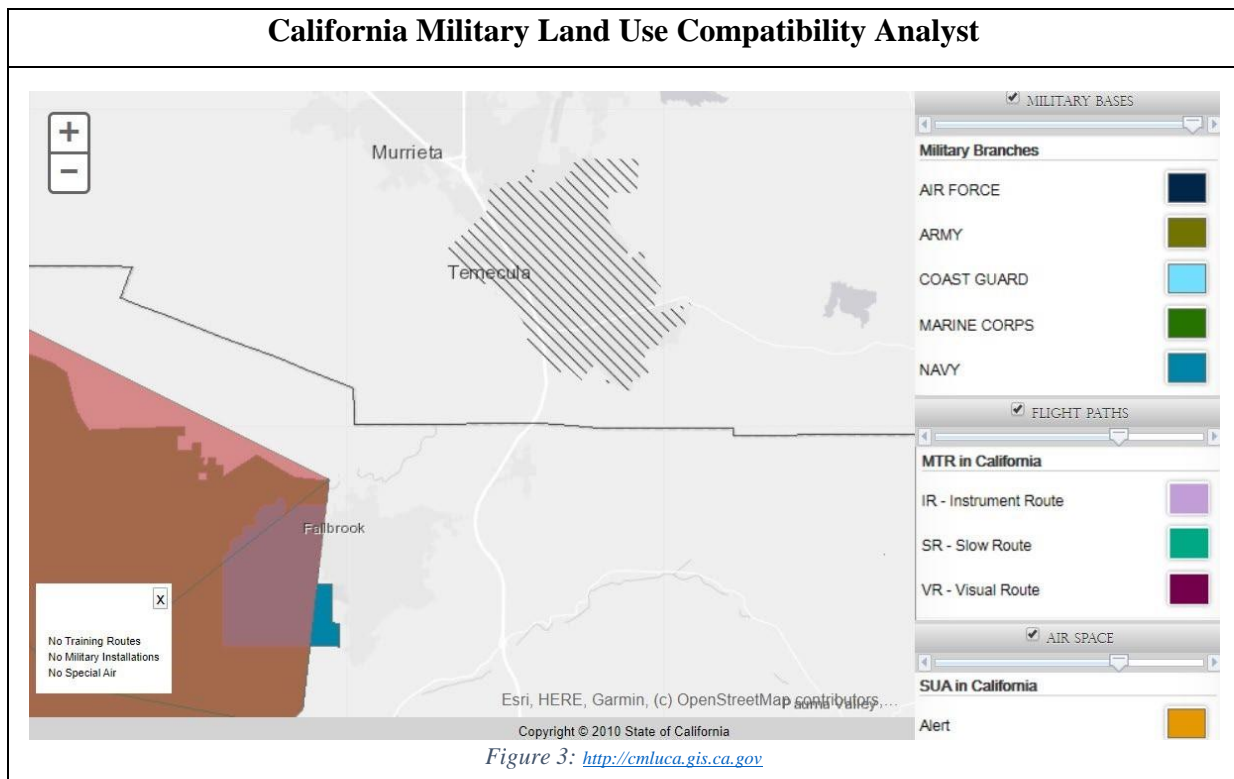 California Military Land Use Compatibility Analyst
+
−
Murrieta
Temecula
Fallbrook
X
No Training Routes
No Military Installations
No Special Air
Esri, HERE, Garmin, (c) OpenStreetMap contributors,...
Pauma Valley
Copyright © 2010 State of California
MILITARY BASES
Military Branches
AIR FORCE
ARMY
COAST GUARD
MARINE CORPS
NAVY
FLIGHT PATHS
MTR in California
IR - Instrument Route
SR - Slow Route
VR - Visual Route
AIR SPACE
SUA in California
Alert
Figure 3: http://cmluca.gis.ca.gov